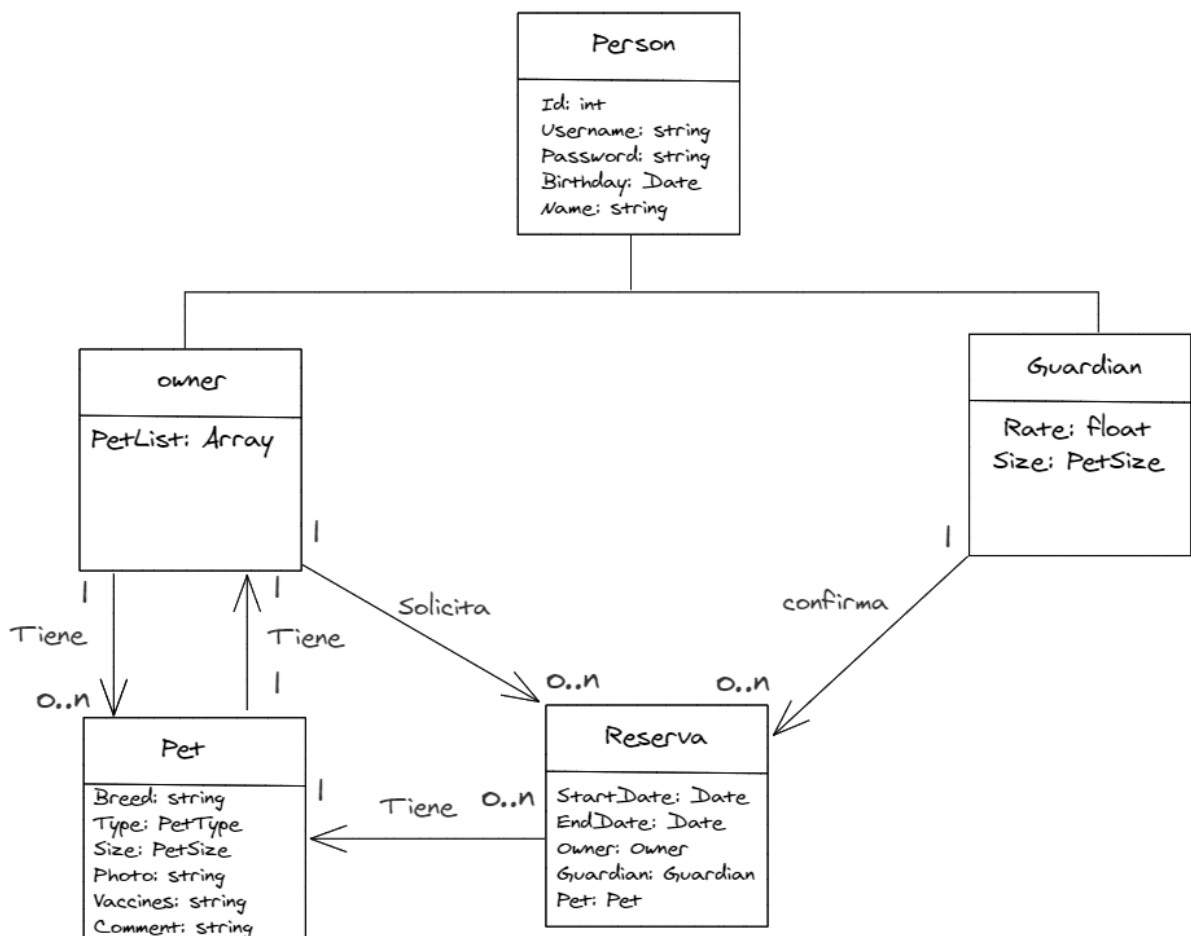 Person
Id: int
Username: string
Password: string
Birthday: Date
Name: string
owner
PetList: Array
Guardian
Rate: float
Size: PetSize
1
1
1
1
Solicita
confirma
Tiene
Tiene
1
0..n
0..n
0..n
Pet
Breed: string
Type: PetType
Size: PetSize
Photo: string
Vaccines: string
Comment: string
1
Tiene
0..n
Reserva
StartDate: Date
EndDate: Date
Owner: Owner
Guardian: Guardian
Pet: Pet